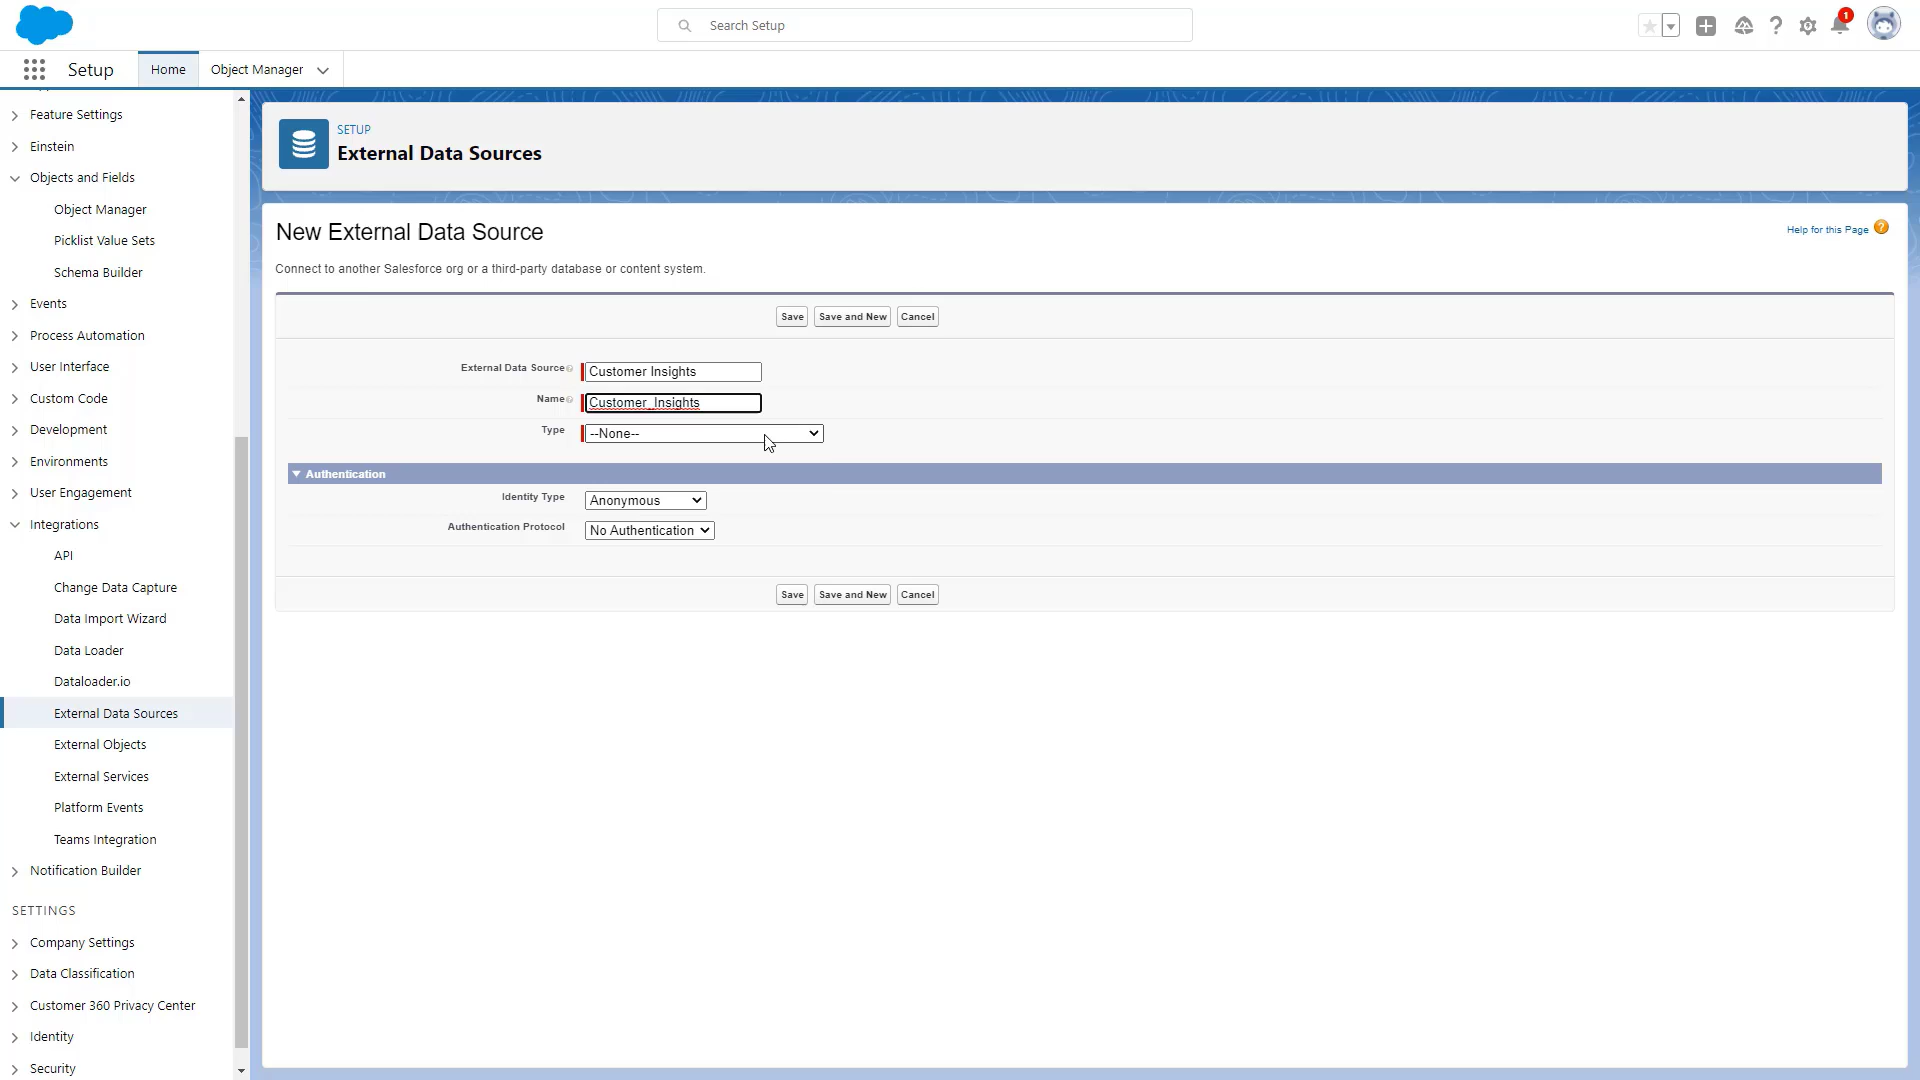 Search Setup
1
Setup
Home
Object Manager
Feature Settings
Einstein
Objects and Fields
Object Manager
Picklist Value Sets
Schema Builder
Events
Process Automation
User Interface
Custom Code
Development
Environments
User Engagement
Integrations
API
Change Data Capture
Data Import Wizard
Data Loader
Dataloader.io
External Data Sources
External Objects
External Services
Platform Events
Teams Integration
Notification Builder
SETTINGS
Company Settings
Data Classification
Customer 360 Privacy Center
Identity
Security
SETUP
External Data Sources
New External Data Source
Help for this Page ?
Connect to another Salesforce org or a third-party database or content system.
Save Save and New Cancel
External Data Source Customer Insights
Name Customer_Insights
Type --None--
Authentication
Identity Type Anonymous
Authentication Protocol No Authentication
Save Save and New Cancel